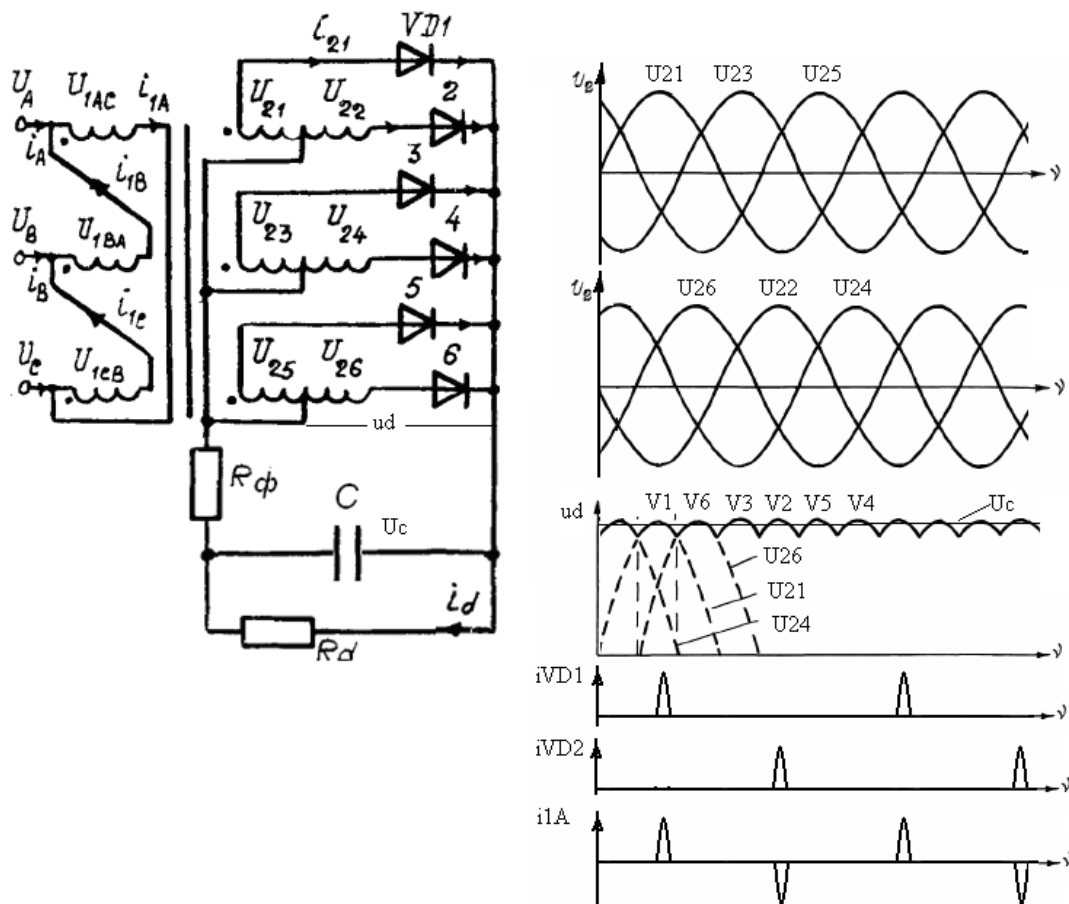 i21 VD1
UA U1AC i1A
U21 U22 2
iA
3
i1B
UB U1BA
U23 U24 4
iB
5
i1C
UC U1CB
U25 U26 6
ud
Rф
C
Uc
id
Rd
U21 U23 U25
υ2
ν
U26 U22 U24
υ2
ν
ud V1 V6 V3 V2 V5 V4 Uc
U26
U21
U24
ν
iVD1
ν
iVD2
ν
i1A
ν